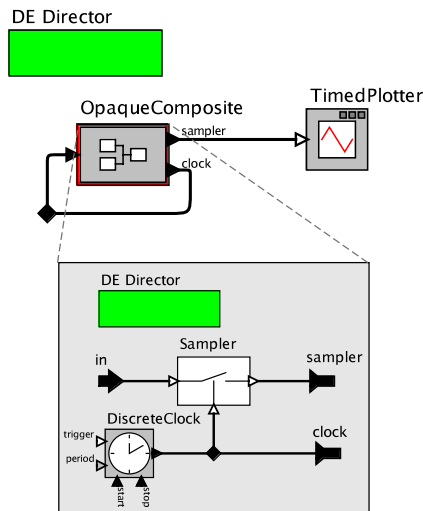 DE Director
OpaqueComposite
TimedPlotter
sampler
clock
DE Director
Sampler
in
sampler
DiscreteClock
trigger
clock
period
start
stop